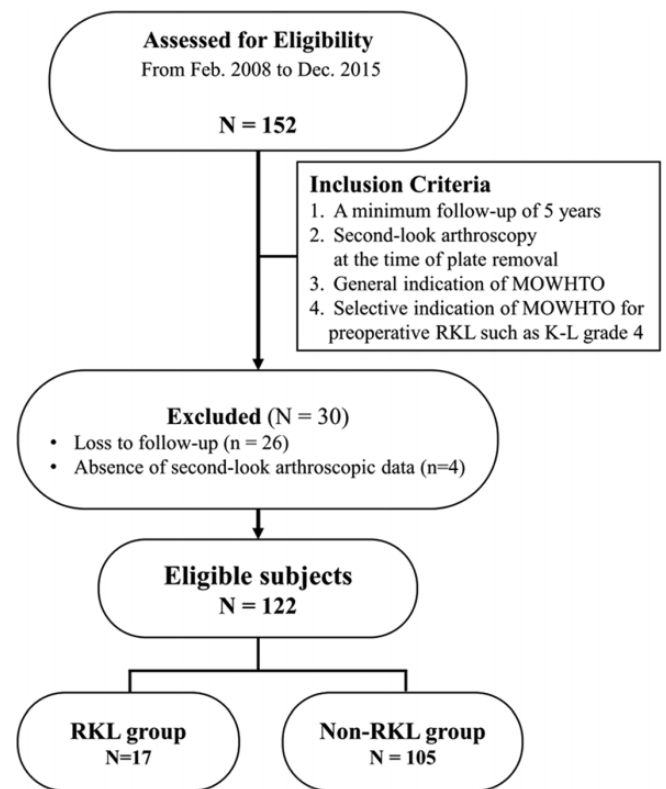 Assessed for Eligibility
From Feb. 2008 to Dec. 2015
N = 152
Inclusion Criteria
1. A minimum follow-up of 5 years
2. Second-look arthroscopy
at the time of plate removal
3. General indication of MOWHTO
4. Selective indication of MOWHTO for
preoperative RKL such as K-L grade 4
Excluded (N = 30)
• Loss to follow-up (n = 26)
• Absence of second-look arthroscopic data (n=4)
Eligible subjects
N = 122
RKL group
N=17
Non-RKL group
N = 105